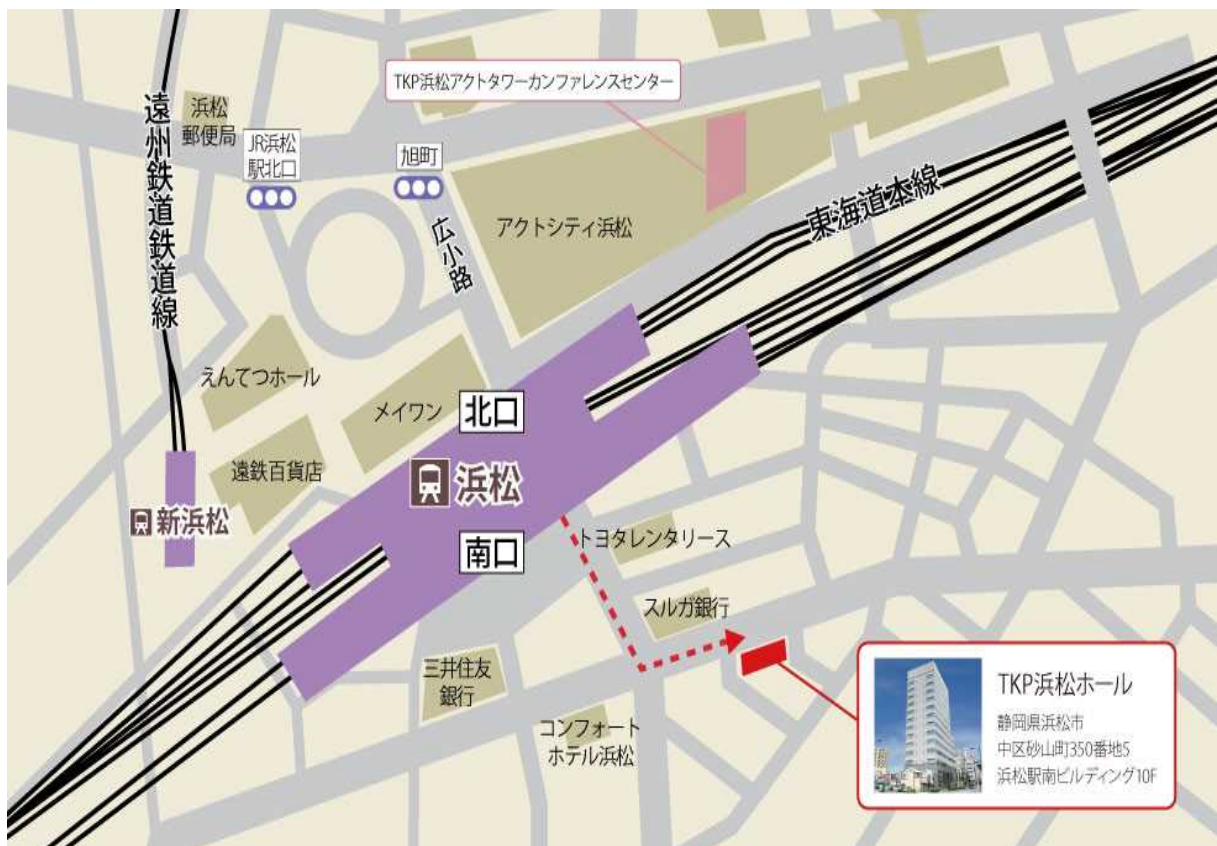 TKP浜松アクトタワーカンファレンスセンター
浜松
郵便局
JR浜松
駅北口
旭町
遠州鉄道鉄道線
広小路
アクトシティ浜松
東海道本線
えんてつホール
メイワン
北口
遠鉄百貨店
浜松
新浜松
南口
トヨタレンタリース
スルガ銀行
三井住友
銀行
コンフォート
ホテル浜松
TKP浜松ホール
静岡県浜松市
中区砂山町350番地5
浜松駅南ビルディング10F